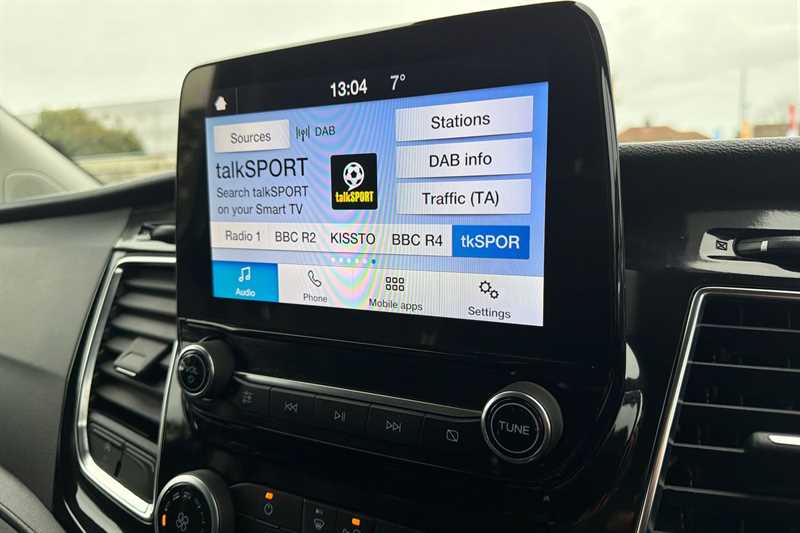 13:04 7°
Sources DAB
Stations
talkSPORT
talkSPORT
DAB info
Search talkSPORT
on your Smart TV
Traffic (TA)
Radio 1 BBC R2 KISSTO BBC R4 tkSPOR
Audio Phone Mobile apps Settings
TUNE